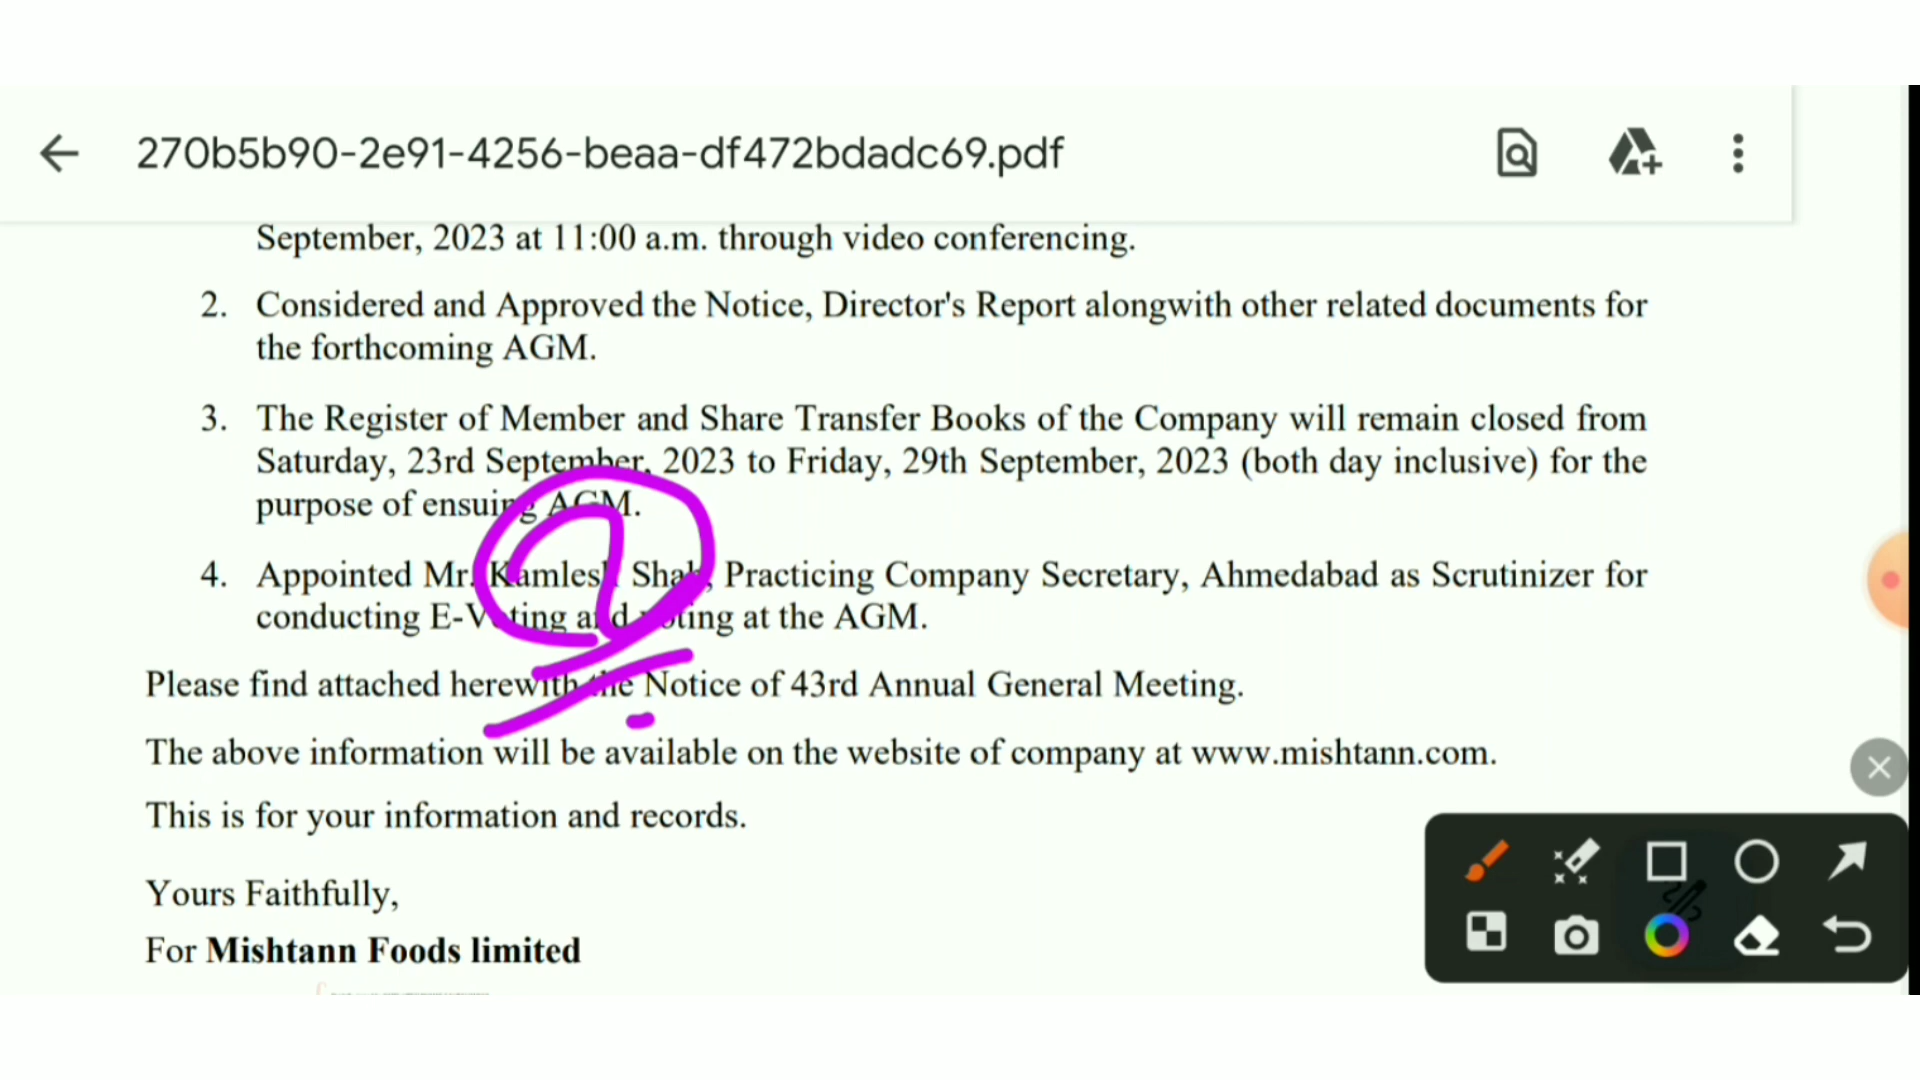 270b5b90-2e91-4256-beaa-df472bdadc69.pdf
September, 2023 at 11:00 a.m. through video conferencing.
2. Considered and Approved the Notice, Director's Report alongwith other related documents for
the forthcoming AGM.
3. The Register of Member and Share Transfer Books of the Company will remain closed from
Saturday, 23rd September, 2023 to Friday, 29th September, 2023 (both day inclusive) for the
purpose of ensuing AGM.
4. Appointed Mr. Kamlesh Shah, Practicing Company Secretary, Ahmedabad as Scrutinizer for
conducting E-Voting and voting at the AGM.
Please find attached herewith the Notice of 43rd Annual General Meeting.
The above information will be available on the website of company at www.mishtann.com.
This is for your information and records.
Yours Faithfully,
For Mishtann Foods limited